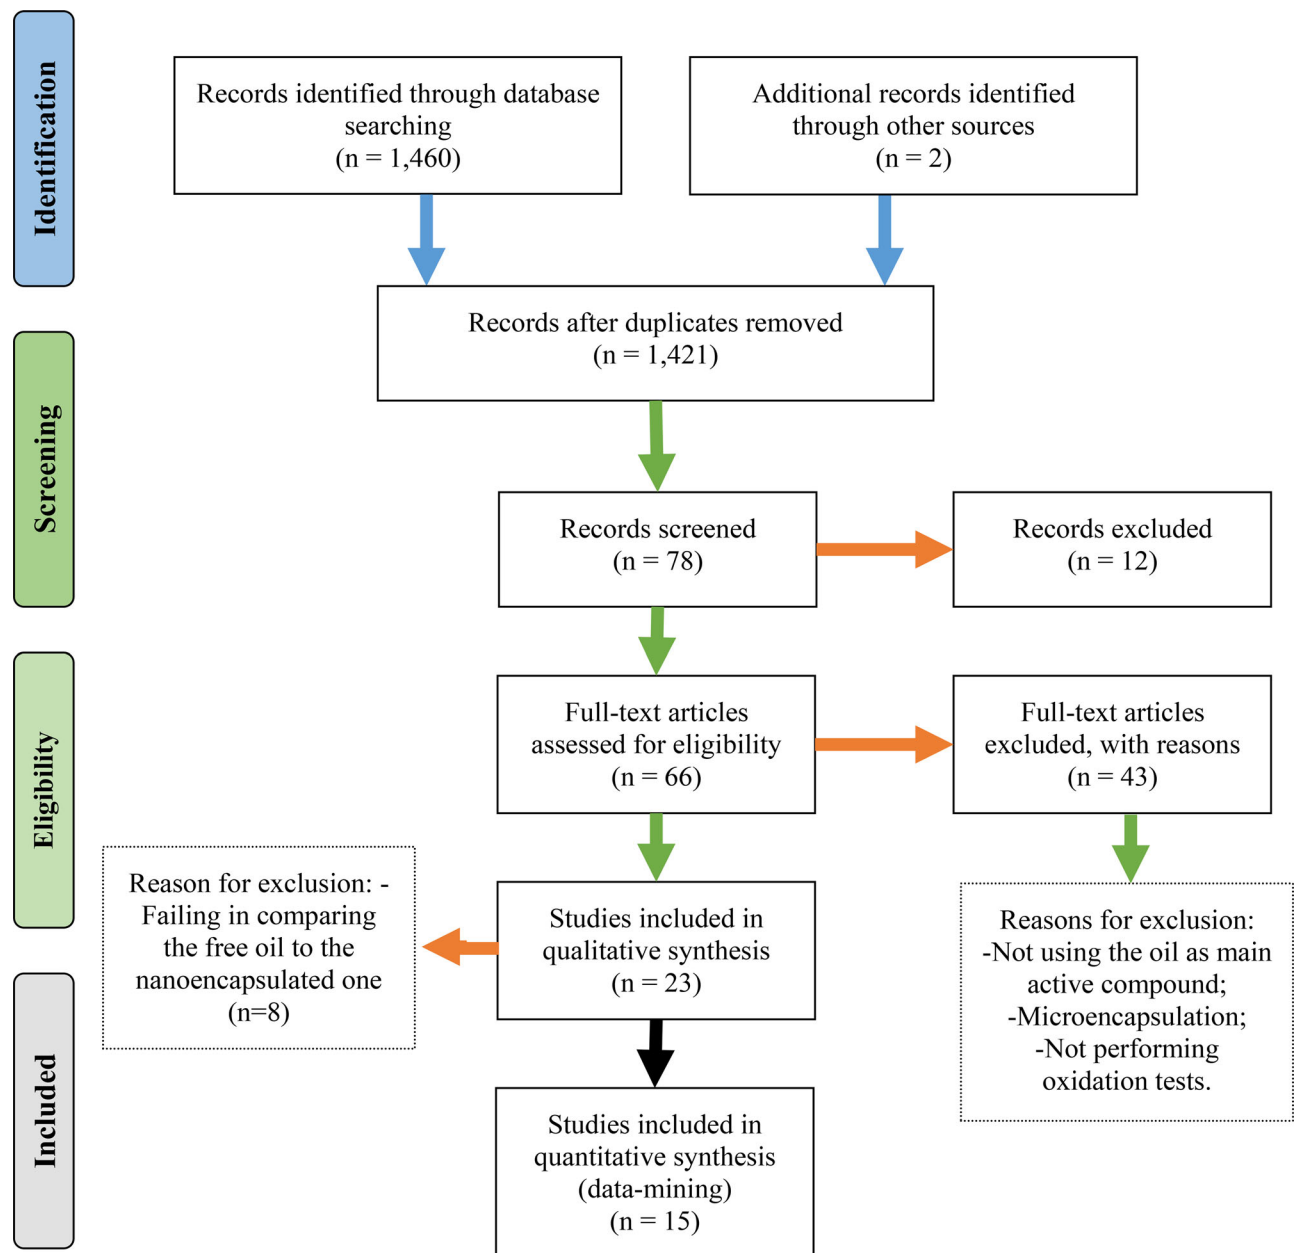 Identification
Records identified through database
searching
(n = 1,460)
Additional records identified
through other sources
(n = 2)
Records after duplicates removed
(n = 1,421)
Screening
Records screened
(n = 78)
Records excluded
(n = 12)
Eligibility
Full-text articles
assessed for eligibility
(n = 66)
Full-text articles
excluded, with reasons
(n = 43)
Reason for exclusion: -
Failing in comparing
the free oil to the
nanoencapsulated one
(n=8)
Studies included in
qualitative synthesis
(n = 23)
Reasons for exclusion:
-Not using the oil as main
active compound;
-Microencapsulation;
-Not performing
oxidation tests.
Included
Studies included in
quantitative synthesis
(data-mining)
(n = 15)